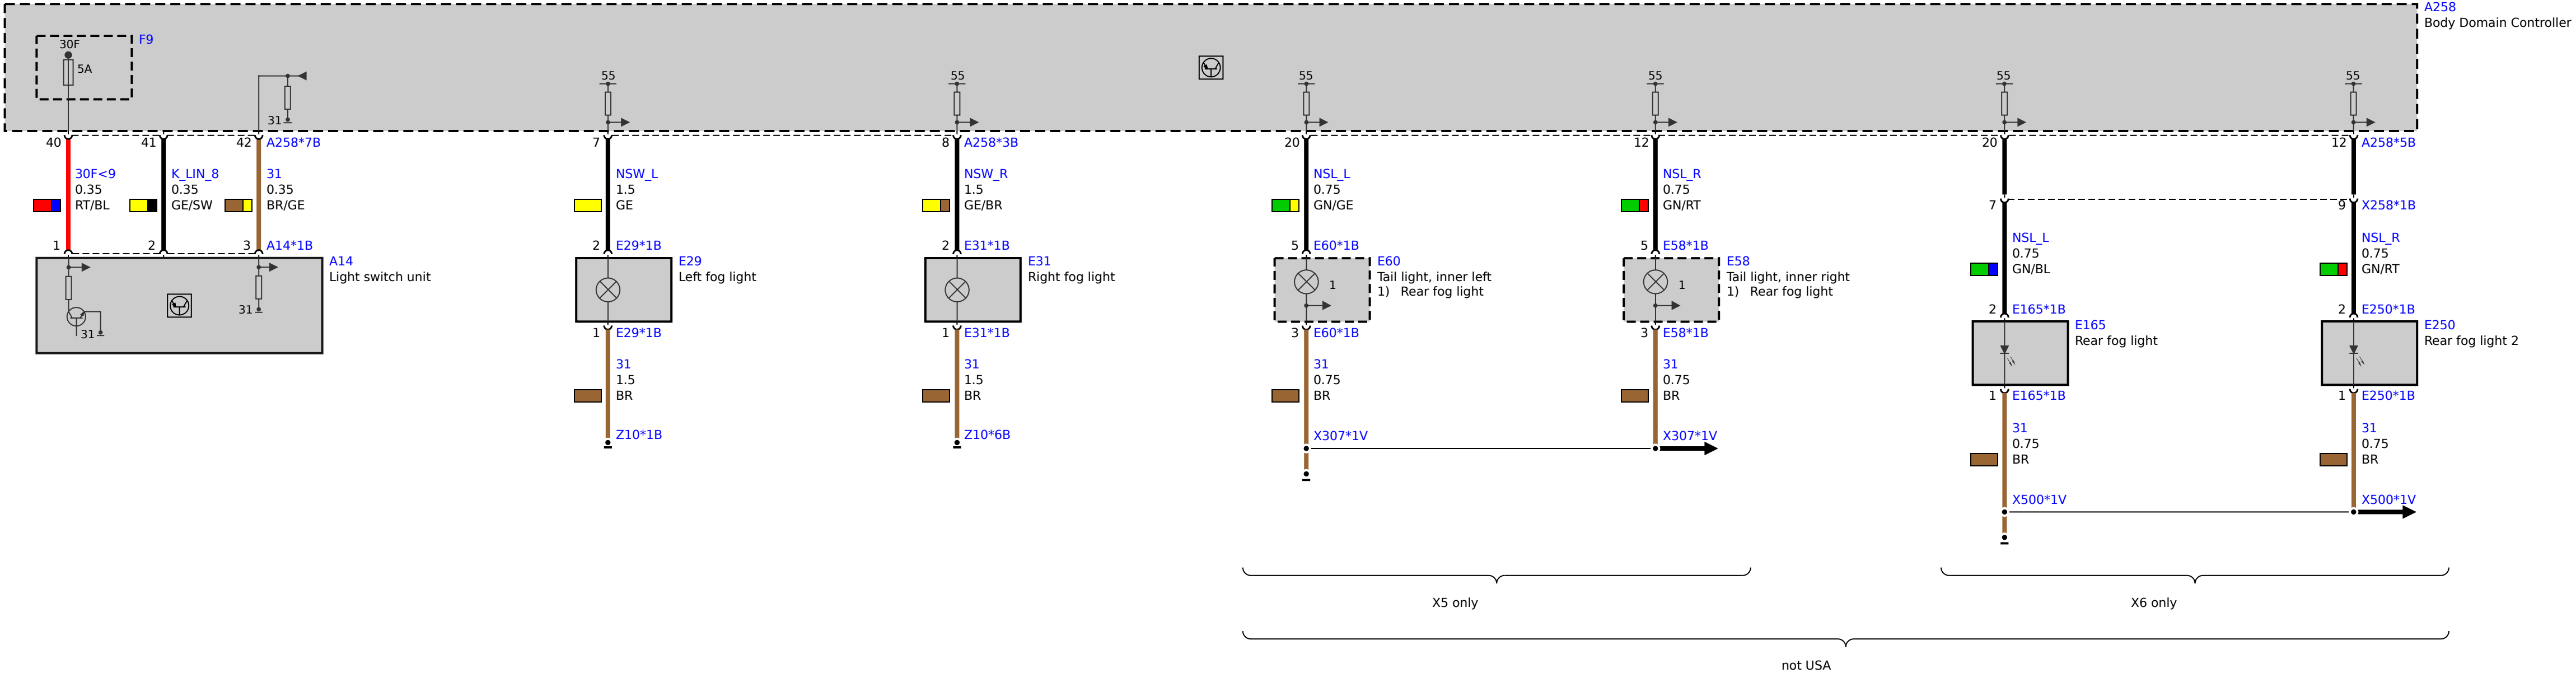 A258
Body Domain Controller
30F
F9
5A
31
55
55
55
55
55
55
40
41
42
A258*7B
7
8
A258*3B
20
12
20
12
A258*5B
30F<9
0.35
RT/BL
K_LIN_8
0.35
GE/SW
31
0.35
BR/GE
NSW_L
1.5
GE
NSW_R
1.5
GE/BR
NSL_L
0.75
GN/GE
NSL_R
0.75
GN/RT
7
9
X258*1B
NSL_L
0.75
GN/BL
NSL_R
0.75
GN/RT
1
2
3
A14*1B
2
E29*1B
2
E31*1B
5
E60*1B
5
E58*1B
A14
Light switch unit
31
31
E29
Left fog light
E31
Right fog light
E60
Tail light, inner left
1) Rear fog light
1
E58
Tail light, inner right
1) Rear fog light
1
2
E165*1B
2
E250*1B
E165
Rear fog light
E250
Rear fog light 2
1
E29*1B
1
E31*1B
3
E60*1B
3
E58*1B
31
1.5
BR
31
1.5
BR
31
0.75
BR
31
0.75
BR
1
E165*1B
1
E250*1B
31
0.75
BR
31
0.75
BR
Z10*1B
Z10*6B
X307*1V
X307*1V
X500*1V
X500*1V
X5 only
X6 only
not USA